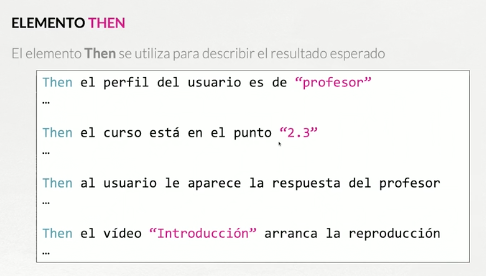 ELEMENTO THEN
El elemento Then se utiliza para describir el resultado esperado
Then el perfil del usuario es de “profesor”
…
Then el curso está en el punto “2.3”
…
Then al usuario le aparece la respuesta del profesor
…
Then el vídeo “Introducción” arranca la reproducción
…